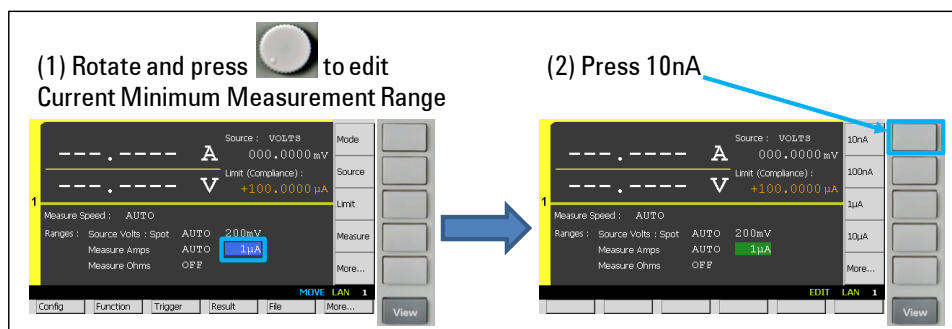 (1) Rotate and press to edit
Current Minimum Measurement Range
Source : VOLTS
Mode
---.---- A
000.0000 mV
Limit (Compliance) :
Source
---.---- V
+100.0000 µA
1
Limit
Measure Speed : AUTO
Ranges : Source Volts : Spot AUTO 200mV
Measure
Measure Amps AUTO 1µA
Measure Ohms OFF
More...
MOVE LAN 1
Config Function Trigger Result File More...
View
(2) Press 10nA
Source : VOLTS
10nA
---.---- A
000.0000 mV
Limit (Compliance) :
100nA
---.---- V
+100.0000 µA
1
1µA
Measure Speed : AUTO
Ranges : Source Volts : Spot AUTO 200mV
10µA
Measure Amps AUTO 1µA
Measure Ohms OFF
More...
EDIT LAN 1
View